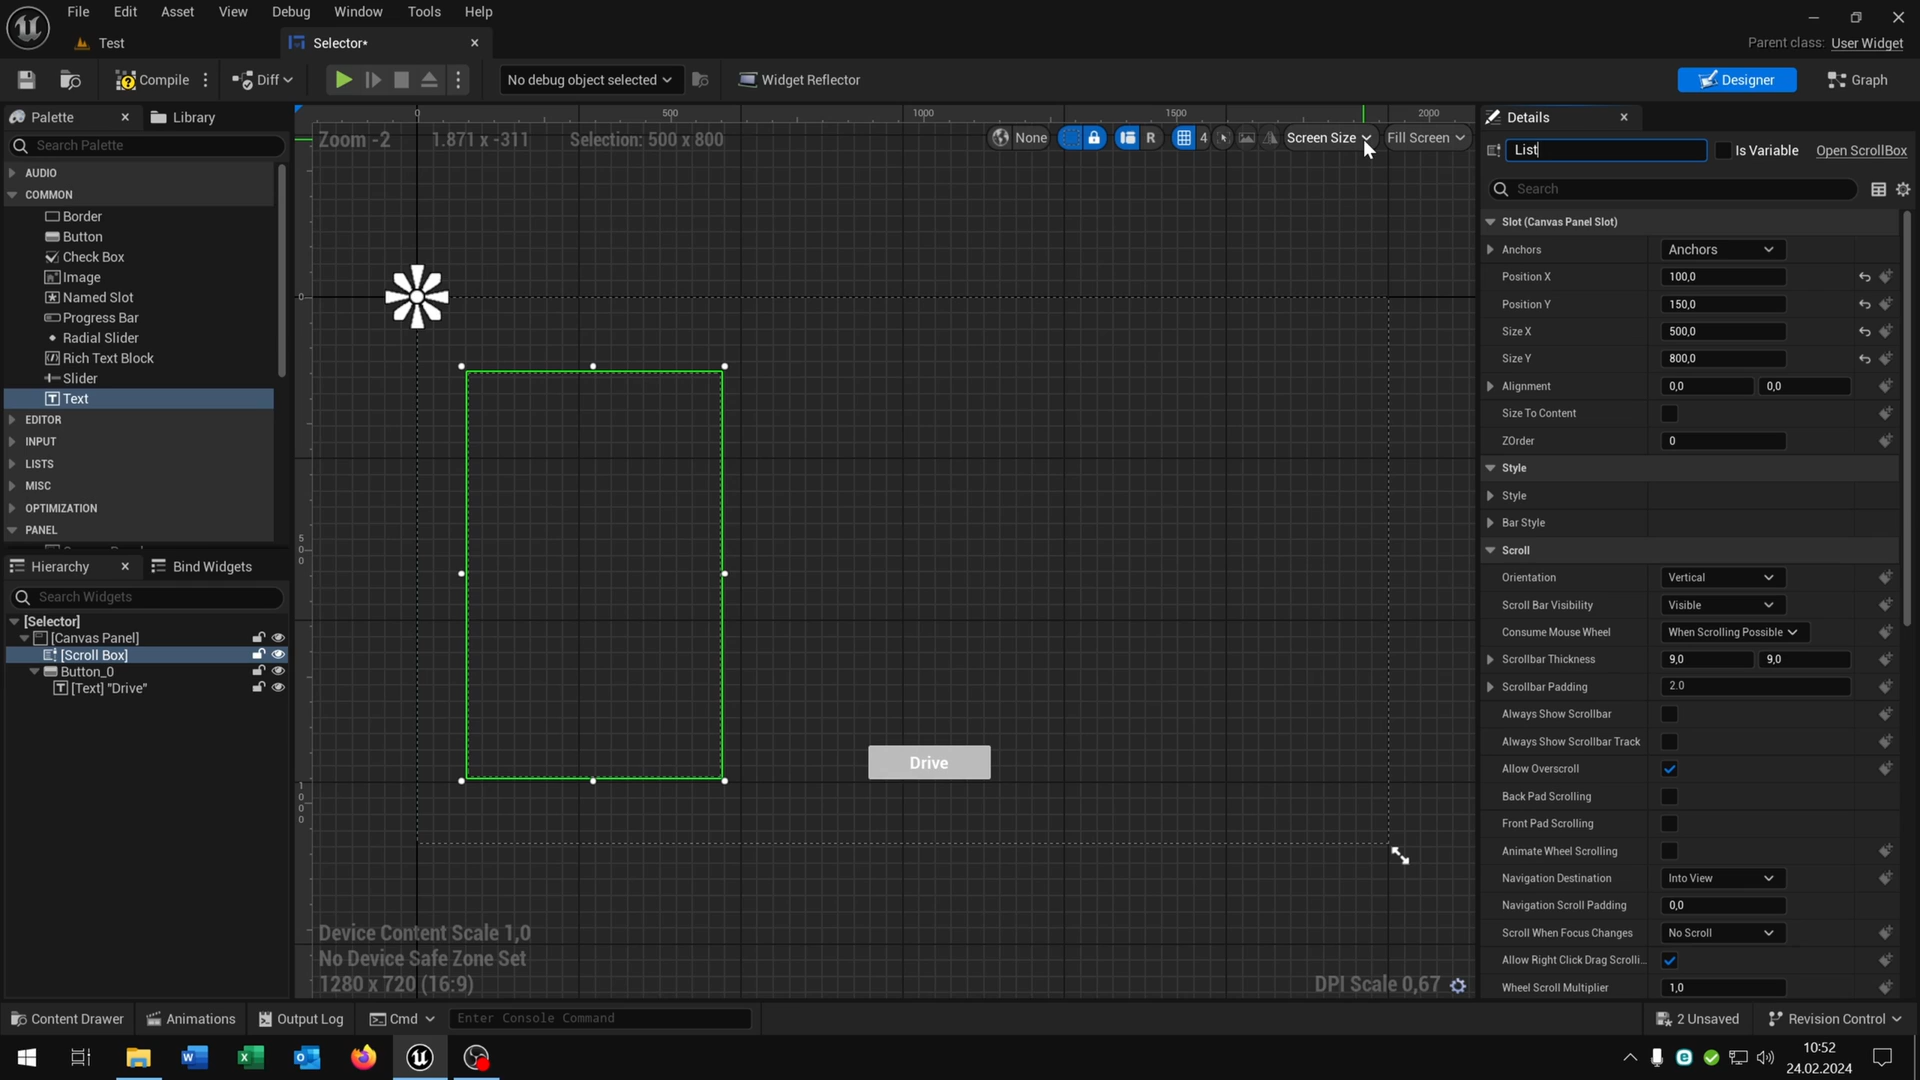 File Edit Asset View Debug Window Tools Help
Test
Selector*
Parent class: User Widget
Compile
Diff
No debug object selected
Widget Reflector
Designer
Graph
Palette
Library
Search Palette
AUDIO
COMMON
Border
Button
Check Box
Image
Named Slot
Progress Bar
Radial Slider
Rich Text Block
Slider
Text
EDITOR
INPUT
LISTS
MISC
OPTIMIZATION
PANEL
Hierarchy
Bind Widgets
Search Widgets
[Selector]
[Canvas Panel]
[Scroll Box]
Button_0
[Text] "Drive"
0 500 1000 1500 2000
Zoom -2
1.871 x -311
Selection: 500 x 800
None
R
4
Screen Size
Fill Screen
0
500
1000
Drive
Device Content Scale 1,0
No Device Safe Zone Set
1280 x 720 (16:9)
DPI Scale 0,67
Details
List
Is Variable
Open ScrollBox
Search
Slot (Canvas Panel Slot)
Anchors Anchors
Position X 100,0
Position Y 150,0
Size X 500,0
Size Y 800,0
Alignment 0,0 0,0
Size To Content
ZOrder 0
Style
Style
Bar Style
Scroll
Orientation Vertical
Scroll Bar Visibility Visible
Consume Mouse Wheel When Scrolling Possible
Scrollbar Thickness 9,0 9,0
Scrollbar Padding 2.0
Always Show Scrollbar
Always Show Scrollbar Track
Allow Overscroll
Back Pad Scrolling
Front Pad Scrolling
Animate Wheel Scrolling
Navigation Destination Into View
Navigation Scroll Padding 0,0
Scroll When Focus Changes No Scroll
Allow Right Click Drag Scrolli...
Wheel Scroll Multiplier 1,0
Content Drawer
Animations
Output Log
Cmd
Enter Console Command
2 Unsaved
Revision Control
10:52
24.02.2024